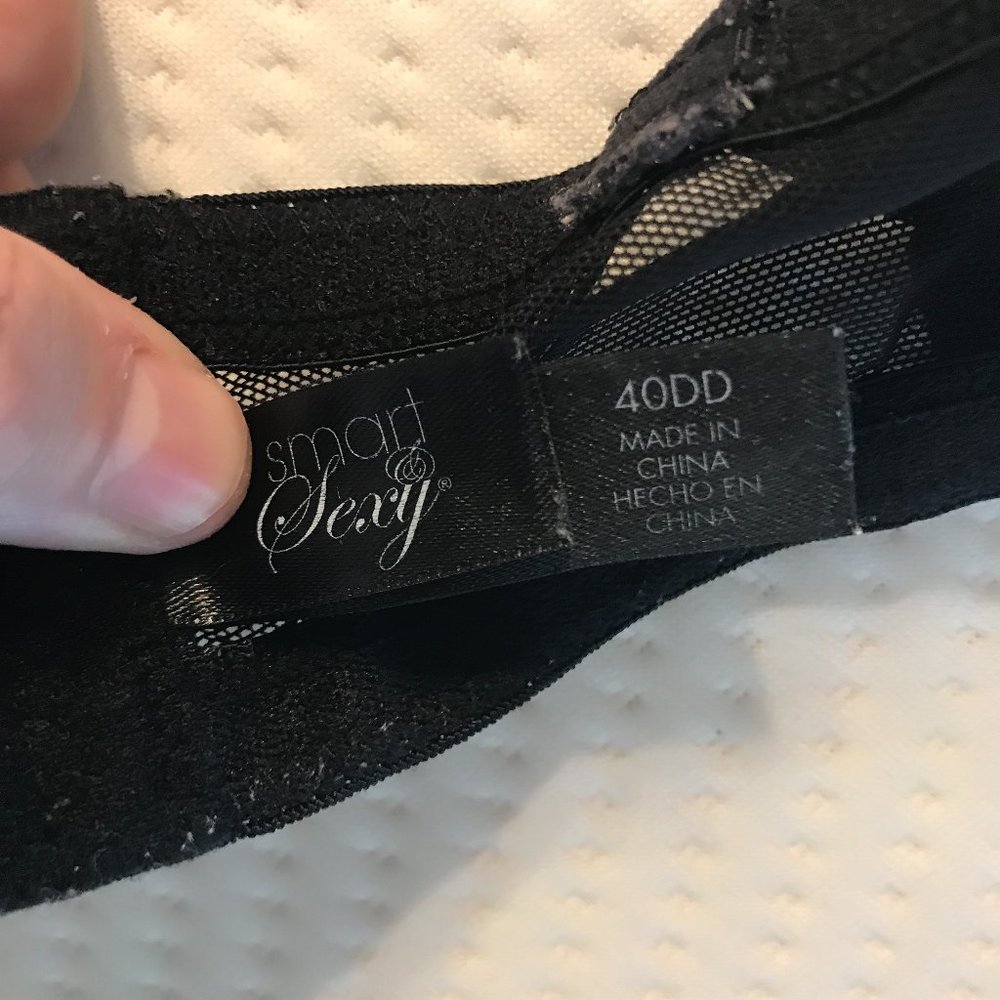 smart
& Sexy®
40DD
MADE IN
CHINA
HECHO EN
CHINA